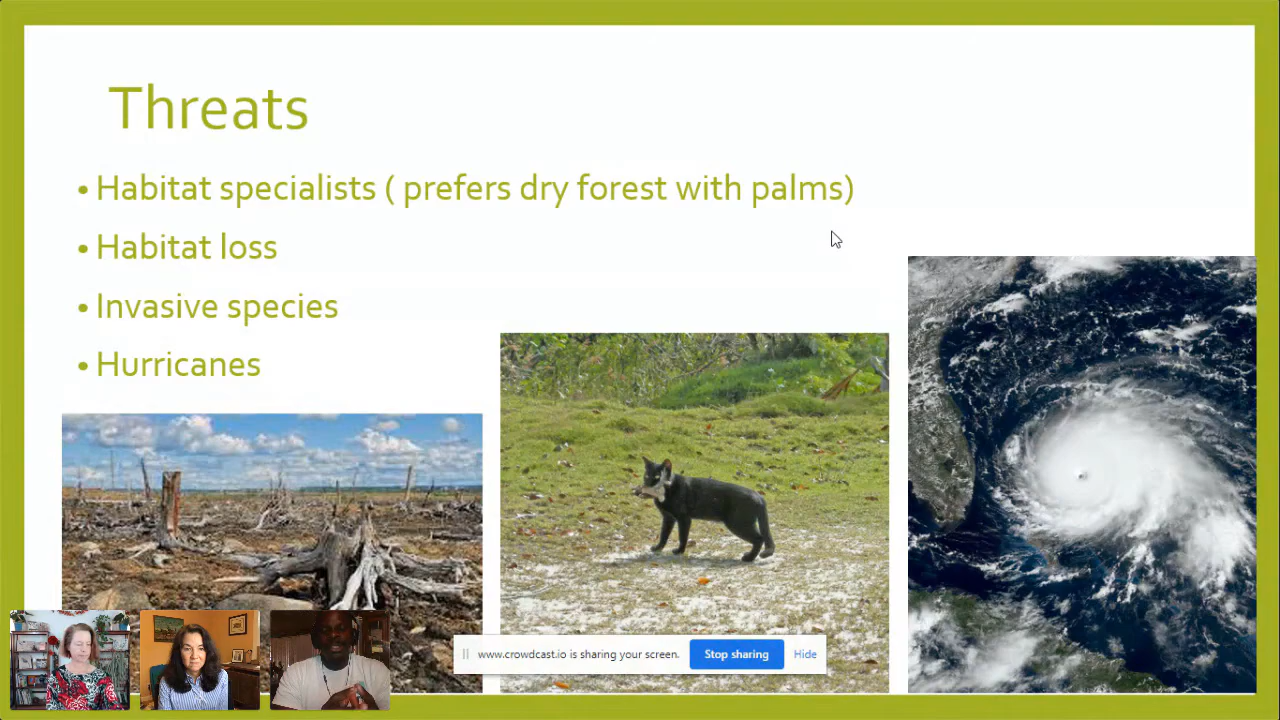 Threats
• Habitat specialists ( prefers dry forest with palms)
• Habitat loss
• Invasive species
• Hurricanes
www.crowdcast.io is sharing your screen.
Stop sharing
Hide